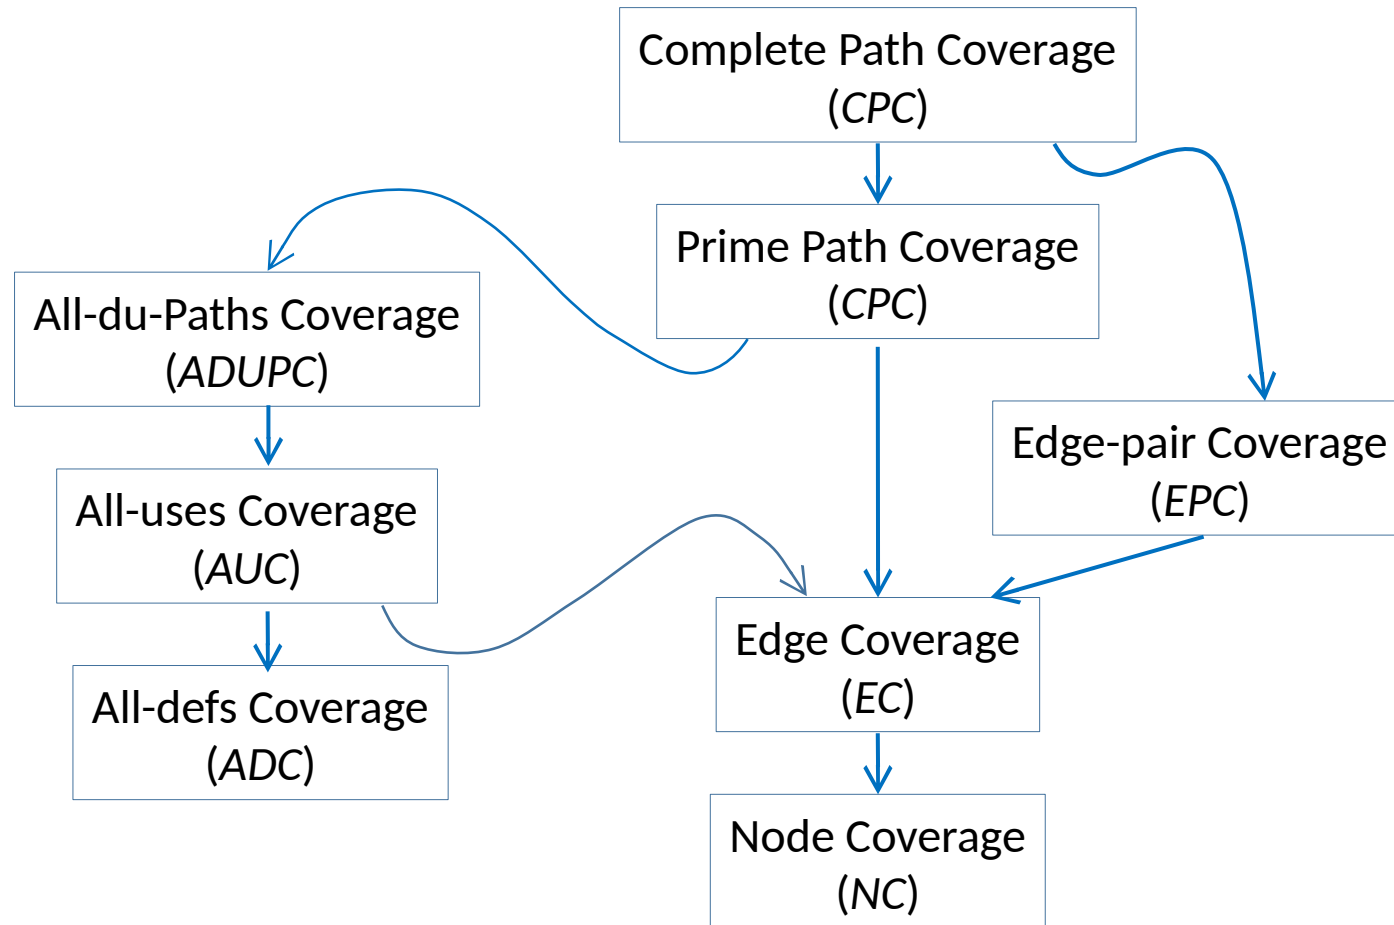 Complete Path Coverage
(CPC)
Prime Path Coverage
(CPC)
All-du-Paths Coverage
(ADUPC)
Edge-pair Coverage
(EPC)
All-uses Coverage
(AUC)
Edge Coverage
(EC)
All-defs Coverage
(ADC)
Node Coverage
(NC)